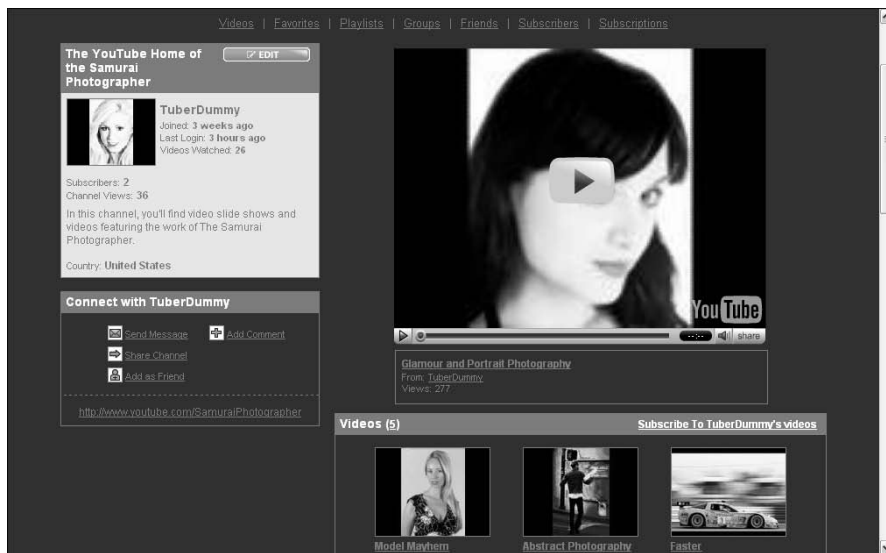 Videos | Favorites | Playlists | Groups | Friends | Subscribers | Subscriptions
The YouTube Home of
the Samurai
Photographer
EDIT
TuberDummy
Joined: 3 weeks ago
Last Login: 3 hours ago
Videos Watched: 26
Subscribers: 2
Channel Views: 36
In this channel, you'll find video slide shows and
videos featuring the work of The Samurai
Photographer.
Country: United States
Connect with TuberDummy
Send Message
Add Comment
Share Channel
Add as Friend
http://www.youtube.com/SamuraiPhotographer
YouTube
--:--
share
Glamour and Portrait Photography
From: TuberDummy
Views: 277
Videos (5)
Subscribe To TuberDummy's videos
Model Mayhem
Abstract Photography
Faster